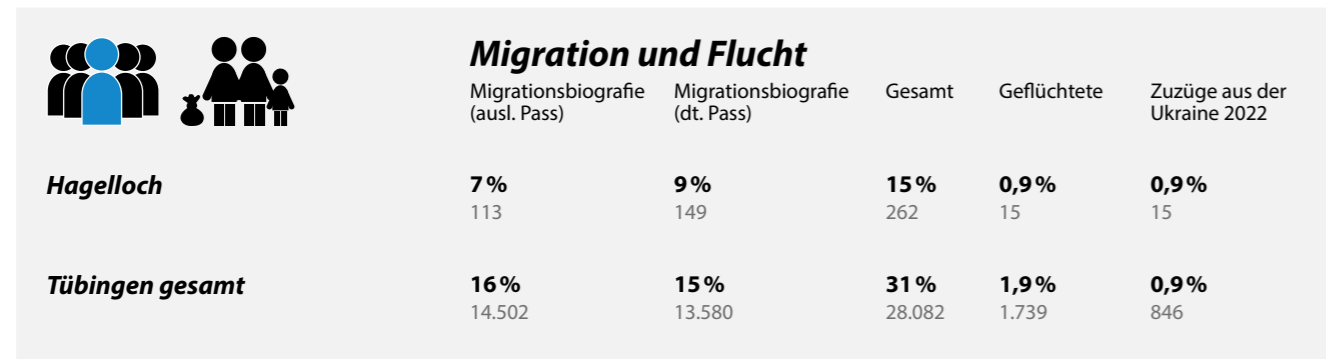 Migration und Flucht
Migrationsbiografie (ausl. Pass) Migrationsbiografie (dt. Pass) Gesamt Geflüchtete Zuzüge aus der Ukraine 2022
Hagelloch 7 % 9 % 15 % 0,9 % 0,9 %
113 149 262 15 15
Tübingen gesamt 16 % 15 % 31 % 1,9 % 0,9 %
14.502 13.580 28.082 1.739 846